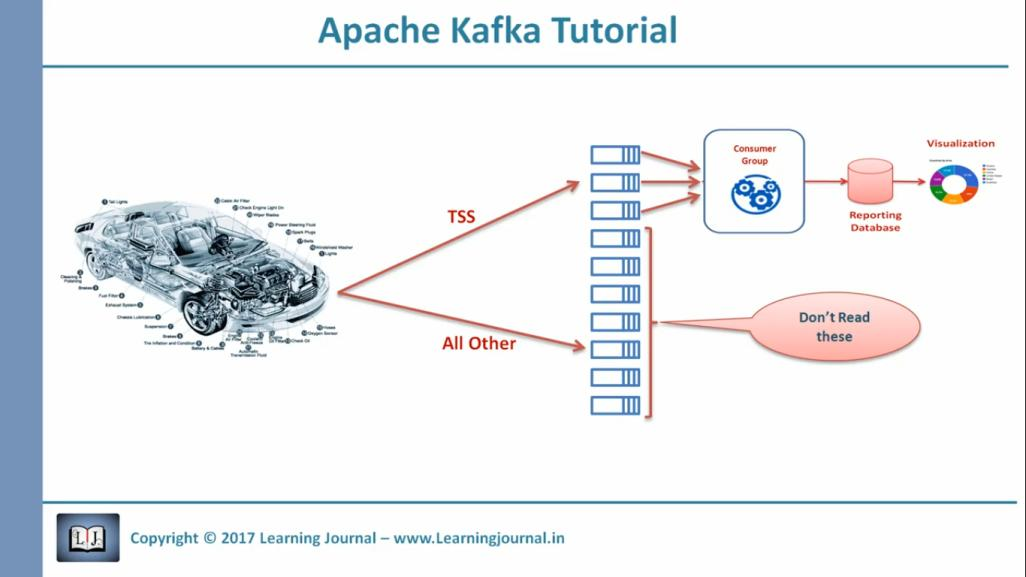 Apache Kafka Tutorial
Visualization
Consumer
Group
Reporting
Database
TSS
All Other
Don't Read
these
Tail Lights
Cabin Air Filter
Check Engine Light On
Wiper Blades
Power Steering Fluid
Spark Plugs
Belts
Windshield Washer
Lights
Cleaning &
Polishing
Brakes
Fuel Filter
Exhaust System
Chassis Lubrication
Suspension
Brakes
Tire Inflation and Condition
Battery & Cables
Automatic
Transmission Fluid
Check Oil
Oxygen Sensor
Hoses
L J
Copyright © 2017 Learning Journal – www.Learningjournal.in